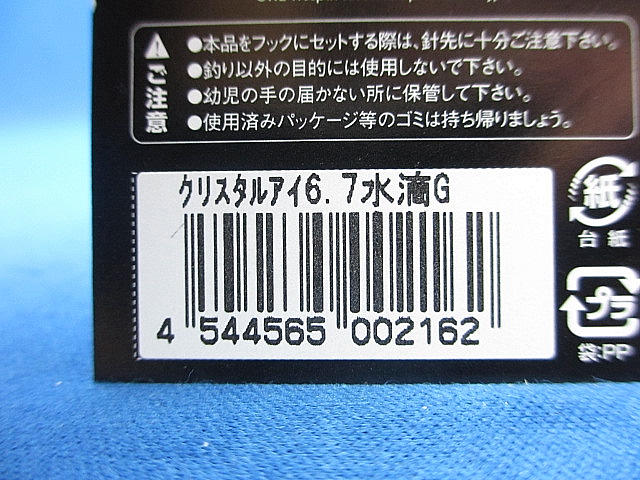 ご注意
●本品をフックにセットする際は、針先に十分ご注意下さい。
●釣り以外の目的には使用しないで下さい。
●幼児の手の届かない所に保管して下さい。
●使用済みパッケージ等のゴミは持ち帰りましょう。
クリスタルアイ6.7水滴G
4 544565 002162
紙
台紙
プラ
袋:PP